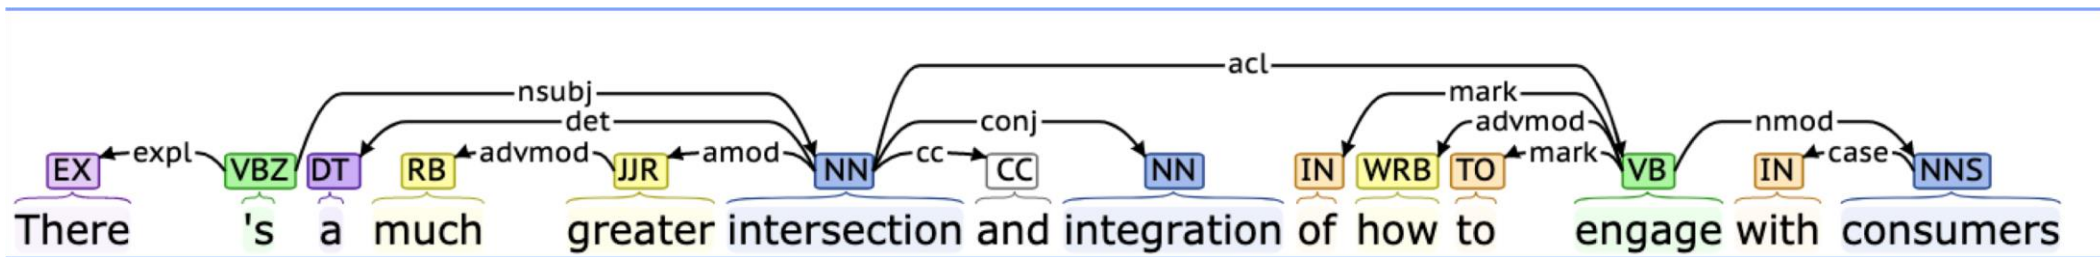 acl
nsubj mark
det conj advmod nmod
EX expl VBZ DT RB advmod JJR amod NN cc CC NN IN WRB TO mark VB IN case NNS
There 's a much greater intersection and integration of how to engage with consumers